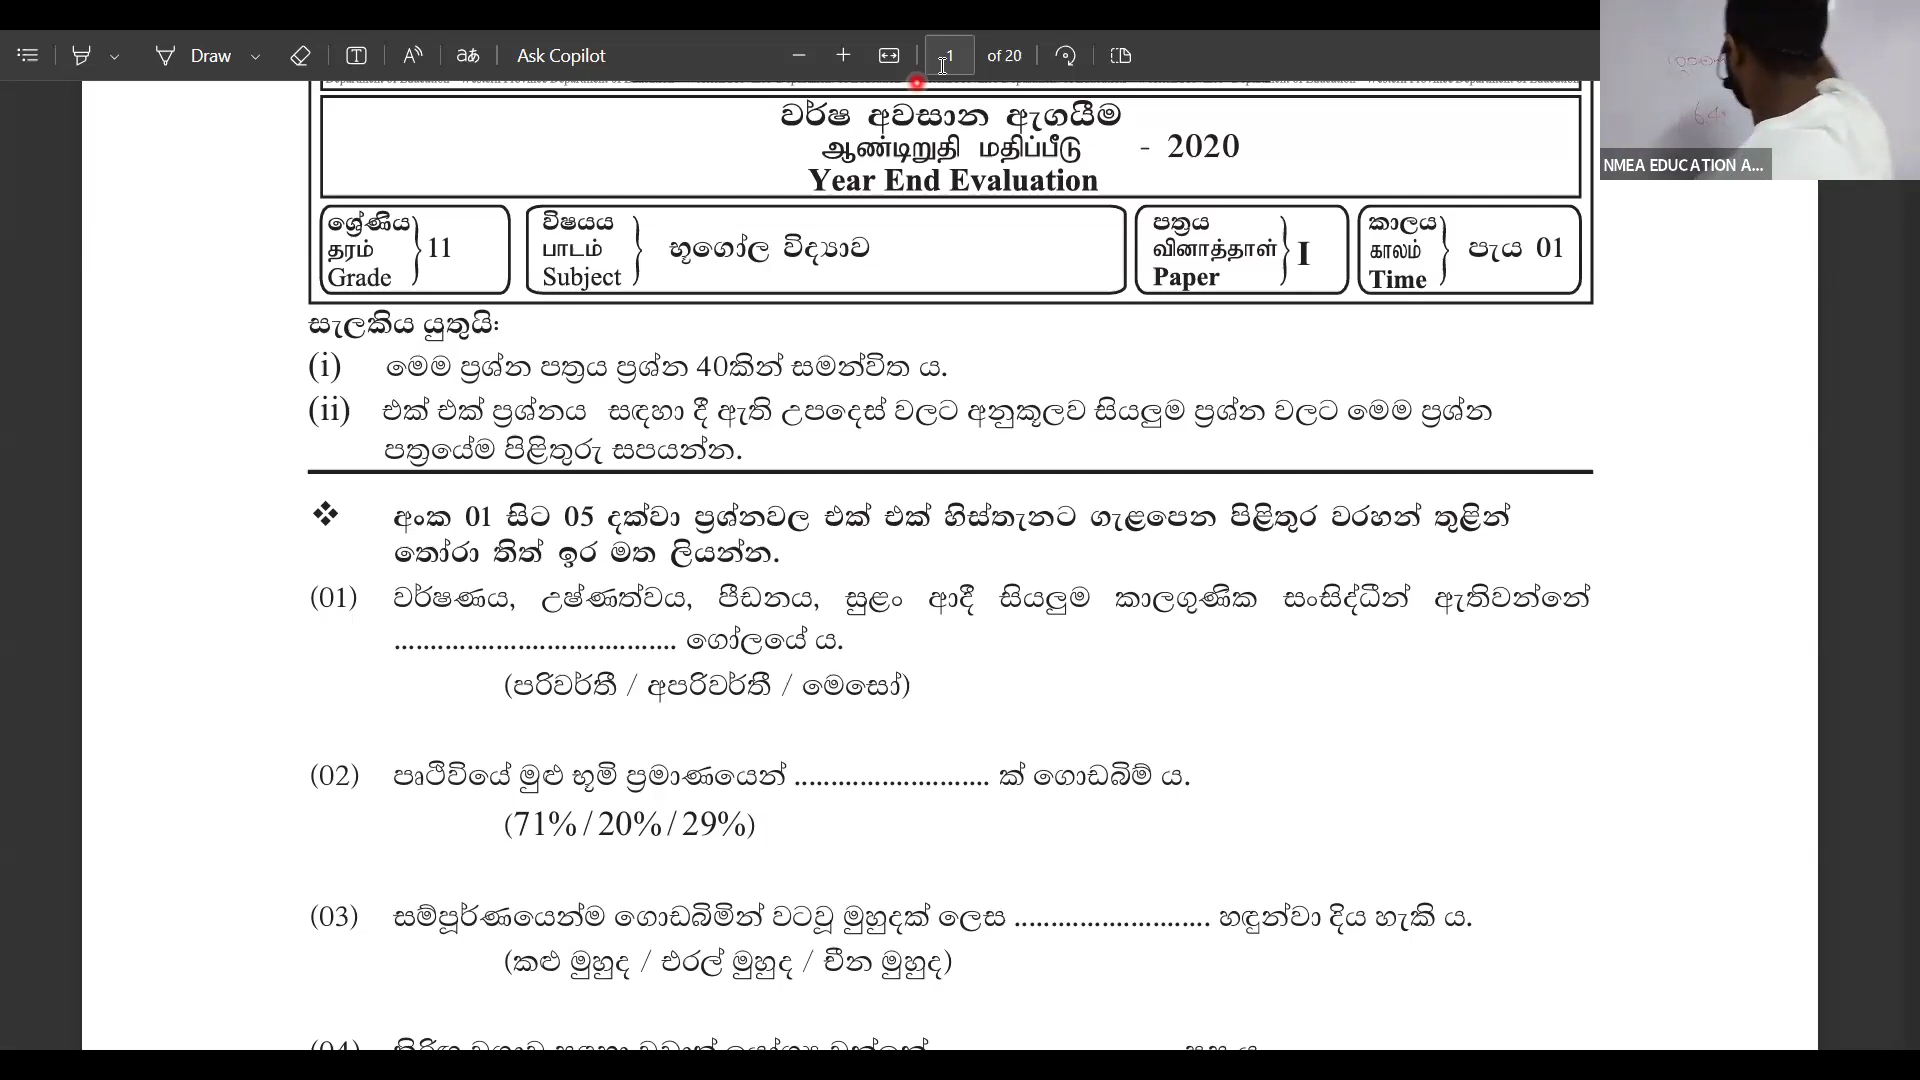 Draw
Ask Copilot
1
of 20
වර්ෂ අවසාන ඇගයීම
ஆண்டிறுதி மதிப்பீடு - 2020
Year End Evaluation
ශ්‍රේණිය
தரம்
Grade
11
විෂයය
பாடம்
Subject
භූගෝල විද්‍යාව
පත්‍රය
வினாத்தாள்
Paper
I
කාලය
காலம்
Time
පැය 01
සැලකිය යුතුයි:
(i) මෙම ප්‍රශ්න පත්‍රය ප්‍රශ්න 40කින් සමන්විත ය.
(ii) එක් එක් ප්‍රශ්නය සඳහා දී ඇති උපදෙස් වලට අනුකූලව සියලුම ප්‍රශ්න වලට මෙම ප්‍රශ්න
පත්‍රයේම පිළිතුරු සපයන්න.
❖ අංක 01 සිට 05 දක්වා ප්‍රශ්නවල එක් එක් හිස්තැනට ගැළපෙන පිළිතුර වරහන් තුළින්
තෝරා තිත් ඉර මත ලියන්න.
(01) වර්ෂණය, උෂ්ණත්වය, පීඩනය, සුළං ආදී සියලුම කාලගුණික සංසිද්ධීන් ඇතිවන්නේ
...................................... ගෝලයේ ය.
(පරිවර්තී / අපරිවර්තී / මෙසෝ)
(02) පෘථිවියේ මුළු භූමි ප්‍රමාණයෙන් .......................... ක් ගොඩබිම් ය.
(71% / 20% / 29%)
(03) සම්පූර්ණයෙන්ම ගොඩබිමින් වටවූ මුහුදක් ලෙස .......................... හඳුන්වා දිය හැකි ය.
(කළු මුහුද / එරල් මුහුද / චීන මුහුද)
NMEA EDUCATION A...